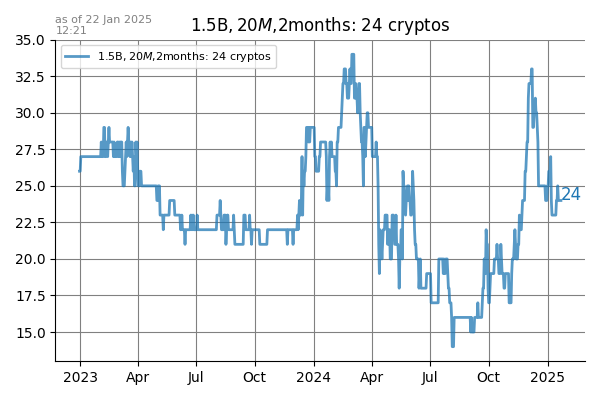 as of 22 Jan 2025
12:21
1.5B, 20M,2months: 24 cryptos
1.5B, 20M,2months: 24 cryptos
35.0
32.5
30.0
27.5
25.0
22.5
20.0
17.5
15.0
24
2023
Apr
Jul
Oct
2024
Apr
Jul
Oct
2025